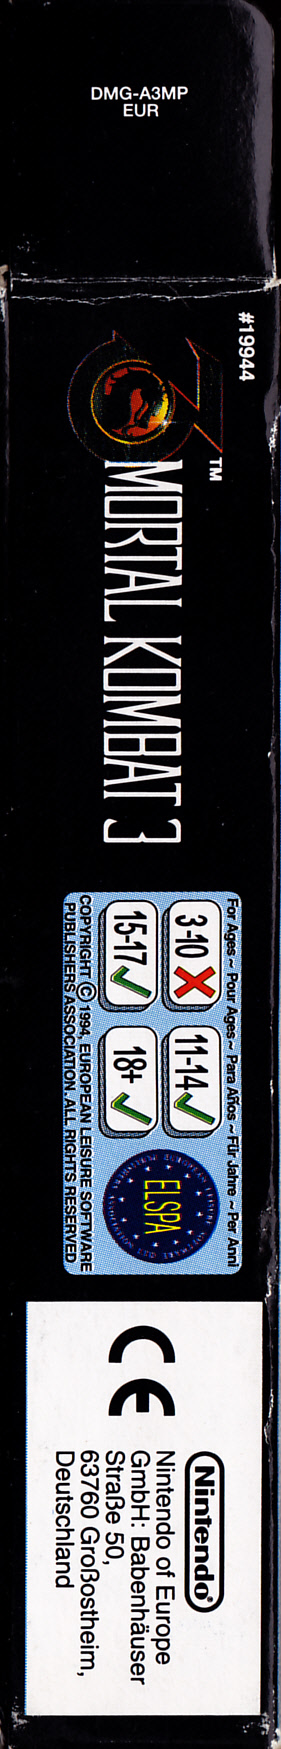 DMG-A3MP
EUR
#19944
TM
MORTAL KOMBAT 3
For Ages ~ Pour Ages ~ Para Años ~ Für Jahre ~ Per Anni
3-10 11-14
15-17 18+
ELSPA
COPYRIGHT © 1994, EUROPEAN LEISURE SOFTWARE
PUBLISHERS ASSOCIATION. ALL RIGHTS RESERVED
CE
Nintendo®
Nintendo of Europe
GmbH: Babenhäuser
Straße 50,
63760 Großostheim,
Deutschland